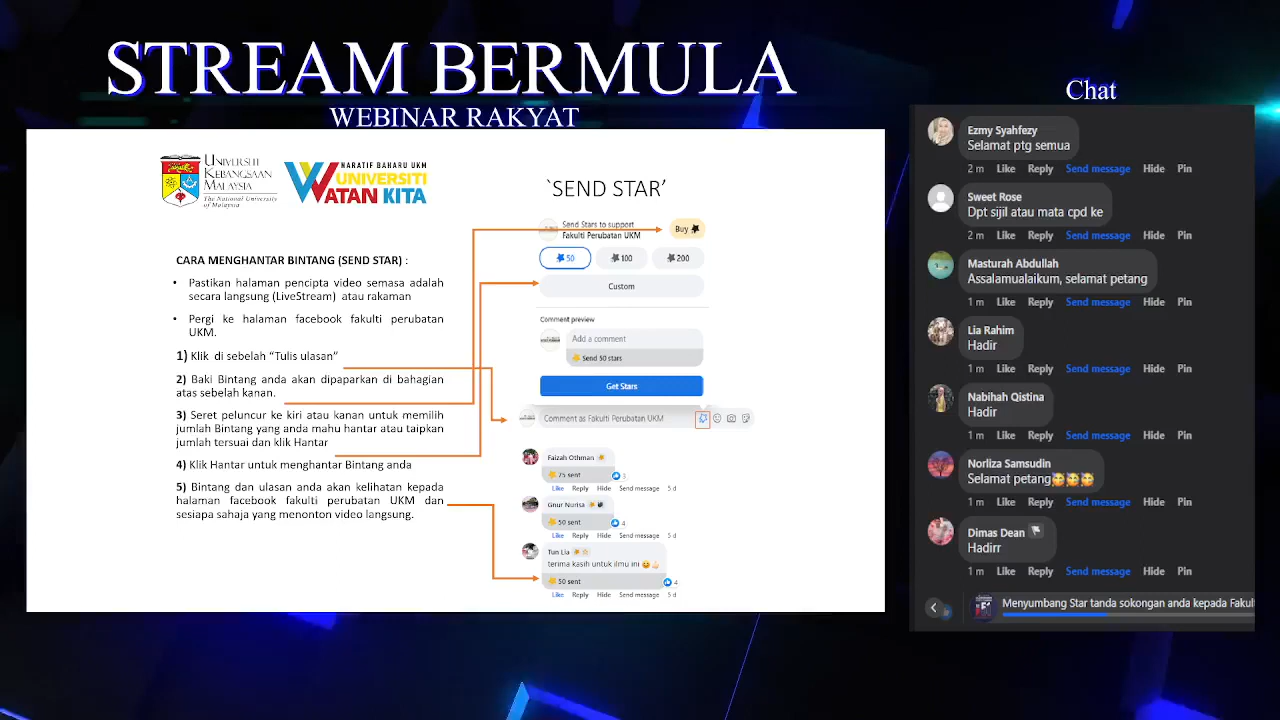 STREAM BERMULA
WEBINAR RAKYAT
UNIVERSITI
KEBANGSAAN
MALAYSIA
The National University
of Malaysia
NARATIF BAHARU UKM
UNIVERSITI
WATAN KITA
CARA MENGHANTAR BINTANG (SEND STAR) :
• Pastikan halaman pencipta video semasa adalah
secara langsung (LiveStream) atau rakaman
• Pergi ke halaman facebook fakulti perubatan
UKM.
1) Klik di sebelah “Tulis ulasan”
2) Baki Bintang anda akan dipaparkan di bahagian
atas sebelah kanan.
3) Seret peluncur ke kiri atau kanan untuk memilih
jumlah Bintang yang anda mahu hantar atau taipkan
jumlah tersuai dan klik Hantar
4) Klik Hantar untuk menghantar Bintang anda
5) Bintang dan ulasan anda akan kelihatan kepada
halaman facebook fakulti perubatan UKM dan
sesiapa sahaja yang menonton video langsung.
`SEND STAR’
Send Stars to support
Fakulti Perubatan UKM
Buy
50 100 200
Custom
Comment preview
Add a comment
Send 50 stars
Get Stars
Comment as Fakulti Perubatan UKM
Faizah Othman
75 sent
3
Like Reply Hide Send message 5 d
Gnur Nurisa
50 sent
4
Like Reply Hide Send message 5 d
Tun Lia
terima kasih untuk ilmu ini
50 sent
4
Like Reply Hide Send message 5 d
Chat
Ezmy Syahfezy
Selamat ptg semua
2 m Like Reply Send message Hide Pin
Sweet Rose
Dpt sijil atau mata cpd ke
2 m Like Reply Send message Hide Pin
Masturah Abdullah
Assalanualaikum, selamat petang
1 m Like Reply Send message Hide Pin
Lia Rahim
Hadir
1 m Like Reply Send message Hide Pin
Nabihah Qistina
Hadir
1 m Like Reply Send message Hide Pin
Norliza Samsudin
Selamat petang🥰🥰🥰
1 m Like Reply Send message Hide Pin
Dimas Dean
Hadirr
1 m Like Reply Send message Hide Pin
Menyumbang Star tanda sokongan anda kepada Fakul